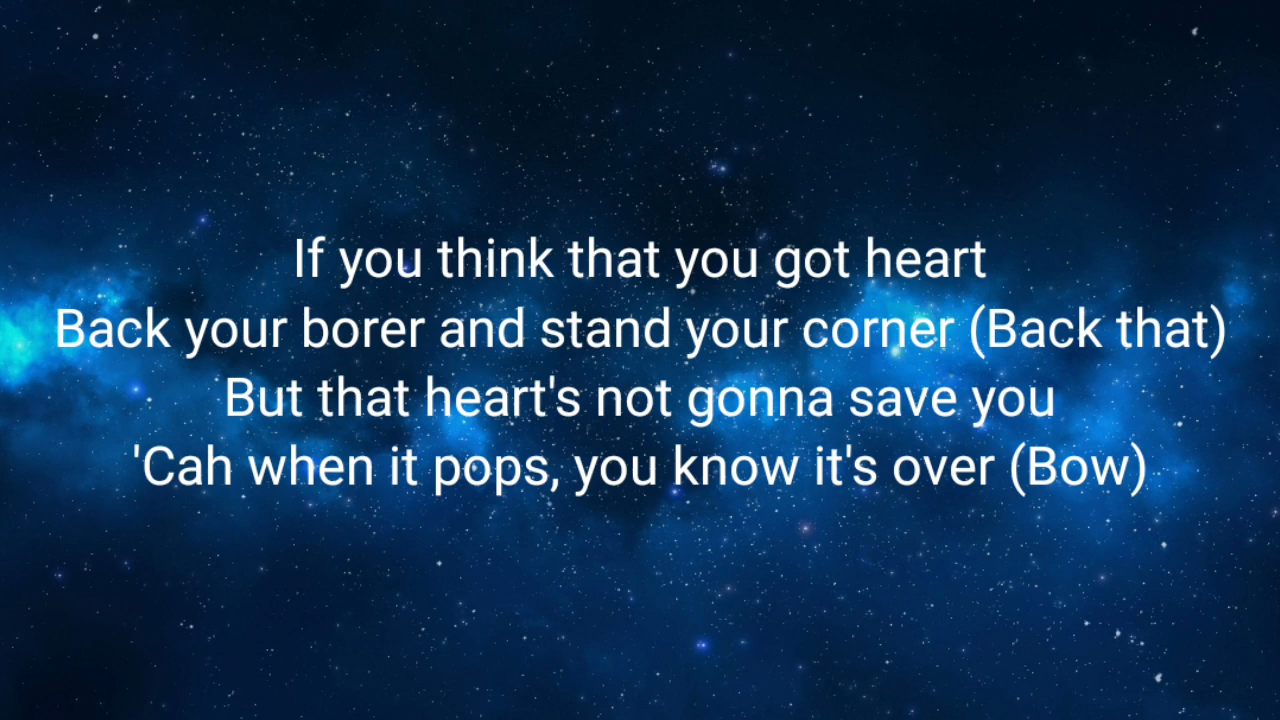 If you think that you got heart
Back your borer and stand your corner (Back that)
But that heart's not gonna save you
'Cah when it pops, you know it's over (Bow)